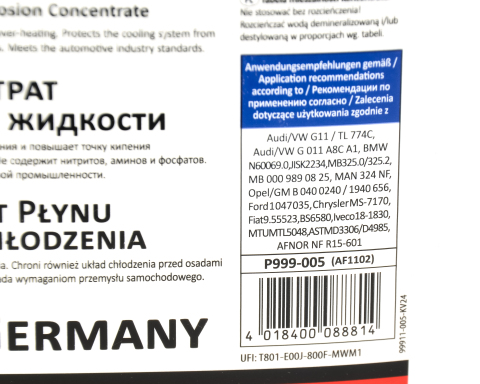 osion Concentrate
over-heating. Protects the cooling system from
s. Meets the automotive industry standards.
ТРАТ
ЖИДКОСТИ
ния и повышает точку кипения
е содержит нитритов, аминов и фосфатов.
ой промышленности.
T PŁYNU
HŁODZENIA
a. Chroni również układ chłodzenia przed osadami
da wymaganiom przemysłu samochodowego.
GERMANY
Nie stosować bez rozcieńczenia!
Rozcieńczać wodą demineralizowaną i/lub
destylowaną w proporcjach wg. tabeli.
Anwendungsempfehlungen gemäß /
Application recommendations
according to / Рекомендации по
применению согласно / Zalecenia
dotyczące użytkowania zgodnie z
Audi/VW G11 / TL 774C,
Audi/VW G 011 A8C A1, BMW
N60069.0,JISK2234,MB325.0/325.2,
MB 000 989 08 25, MAN 324 NF,
Opel/GM B 040 0240 / 1940 656,
Ford1047035,ChryslerMS-7170,
Fiat9.55523,BS6580,Iveco18-1830,
MTUMTL5048,ASTMD3306/D4985,
AFNOR NF R15-601
P999-005 (AF1102)
4 018400 088814
UFI: T801-E00J-800F-MWM1
99911-005-KV24